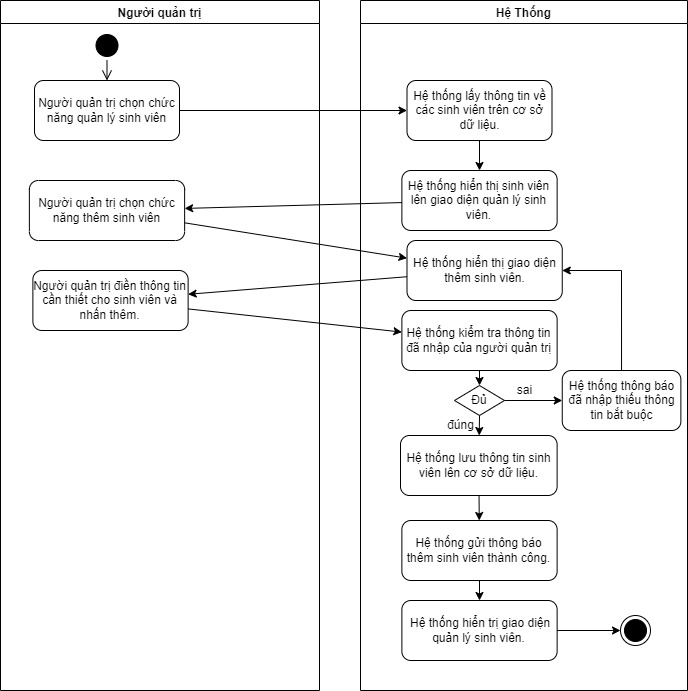 Người quản trị
Hệ Thống
Người quản trị chọn chức
năng quản lý sinh viên
Hệ thống lấy thông tin về
các sinh viên trên cơ sở
dữ liệu.
Hệ thống hiển thị sinh viên
lên giao diện quản lý sinh
viên.
Người quản trị chọn chức
năng thêm sinh viên
Hệ thống hiển thị giao diện
thêm sinh viên.
Người quản trị điền thông tin
cần thiết cho sinh viên và
nhấn thêm.
Hệ thống kiểm tra thông tin
đã nhập của người quản trị
Đủ
sai
Hệ thống thông báo
đã nhập thiếu thông
tin bắt buộc
đúng
Hệ thống lưu thông tin sinh
viên lên cơ sở dữ liệu.
Hệ thống gửi thông báo
thêm sinh viên thành công.
Hệ thống hiển trị giao diện
quản lý sinh viên.